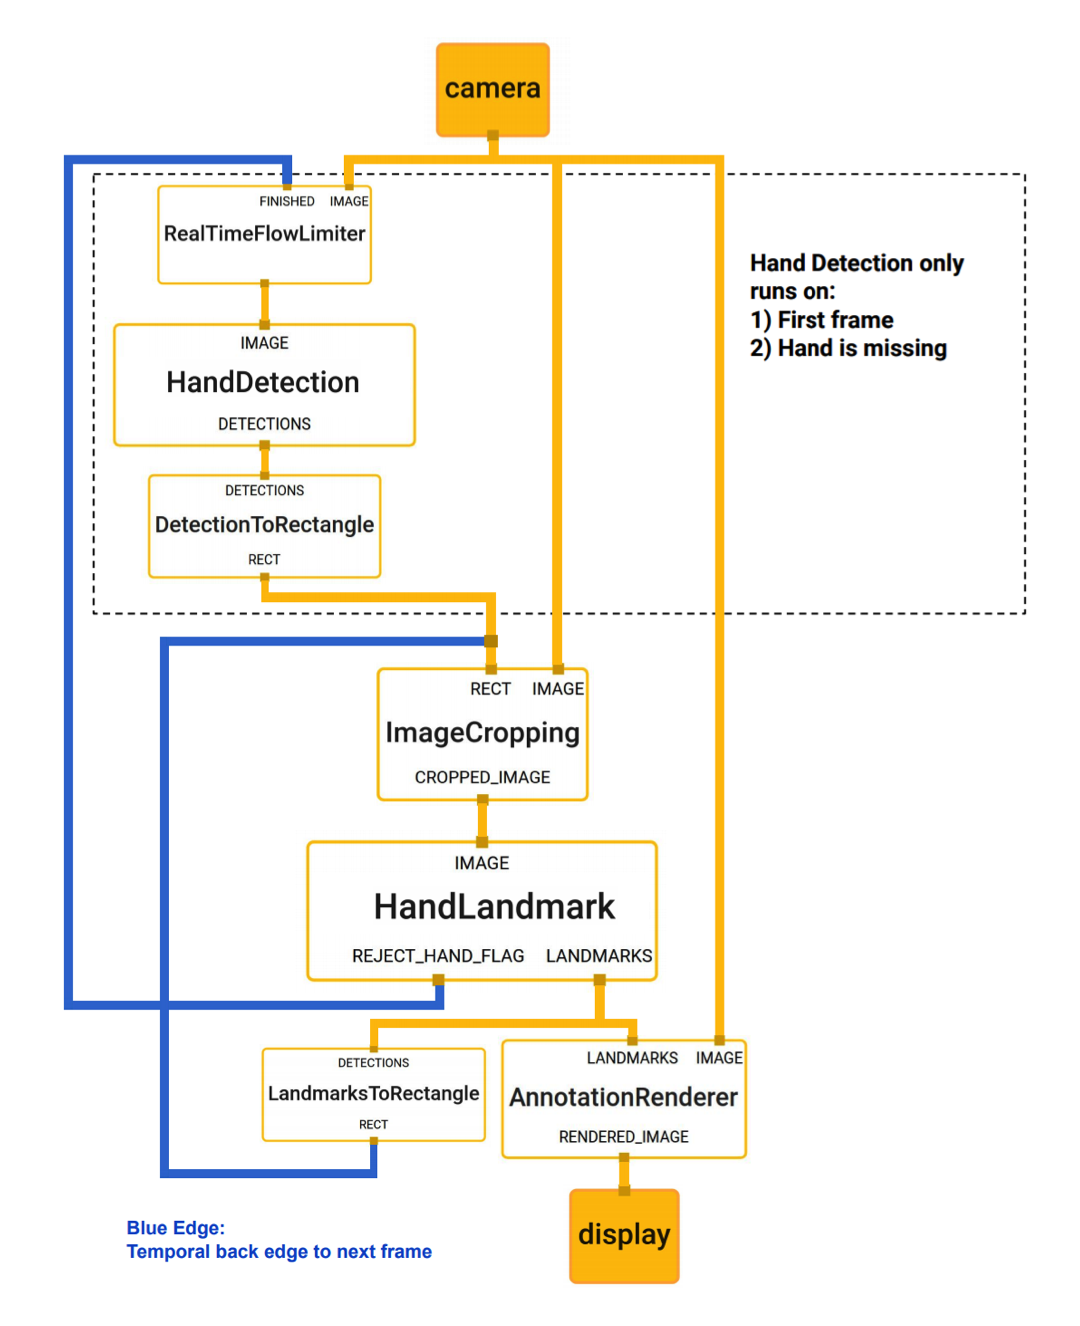 camera
FINISHED IMAGE
RealTimeFlowLimiter
Hand Detection only
runs on:
1) First frame
2) Hand is missing
IMAGE
HandDetection
DETECTIONS
DETECTIONS
DetectionToRectangle
RECT
RECT IMAGE
ImageCropping
CROPPED_IMAGE
IMAGE
HandLandmark
REJECT_HAND_FLAG LANDMARKS
DETECTIONS
LandmarksToRectangle
RECT
LANDMARKS IMAGE
AnnotationRenderer
RENDERED_IMAGE
display
Blue Edge:
Temporal back edge to next frame